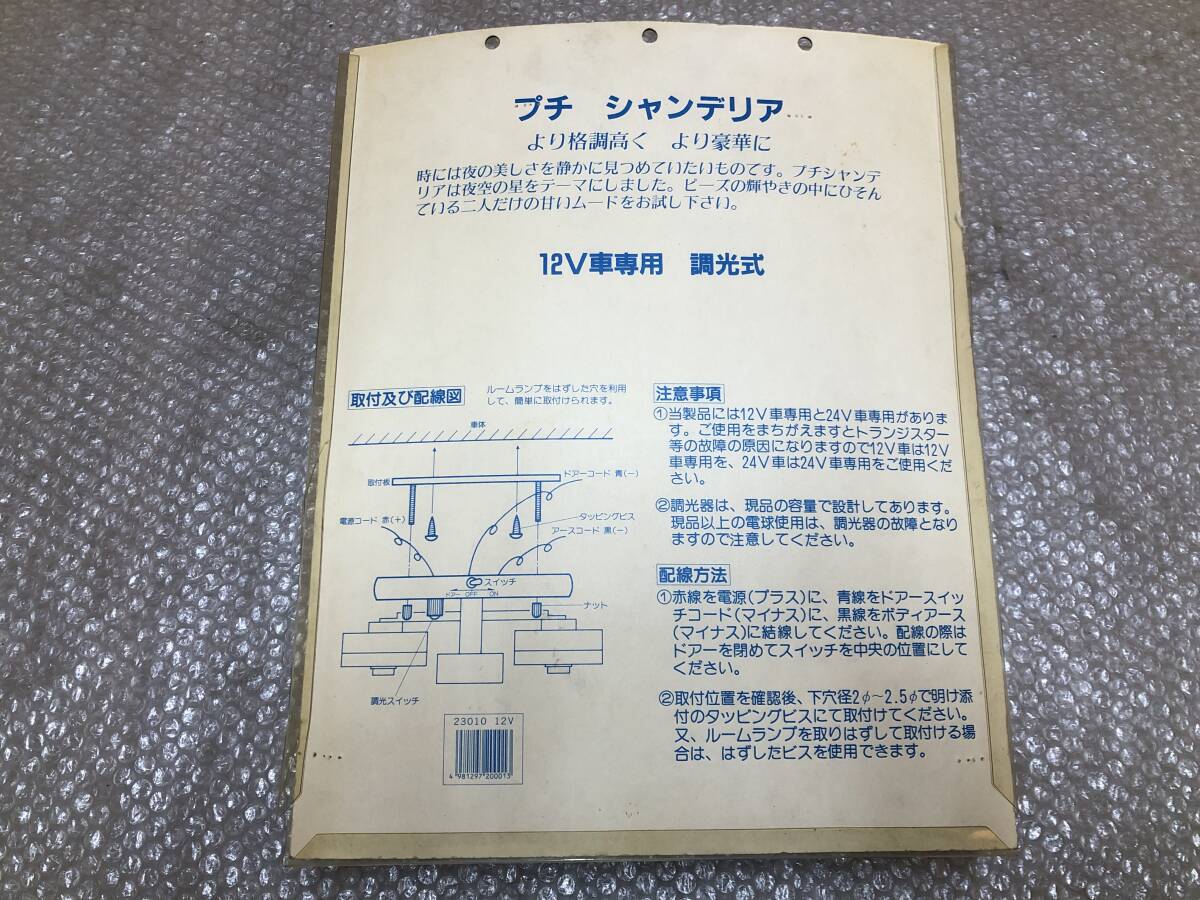 プチ シャンデリア
より格調高く より豪華に
時には夜の美しさを静かに見つめていたいものです。プチシャンデ
リアは夜空の星をテーマにしました。ビーズの輝やきの中にひそん
でいる二人だけの甘いムードをお試し下さい。
12V車専用 調光式
取付及び配線図
ルームランプをはずした穴を利用
して、簡単に取付けられます。
車体
取付板
ドアーコード 青(−)
電源コード 赤(+)
タッピングビス
アースコード 黒(−)
スイッチ
ドアー OFF ON
ナット
調光スイッチ
23010 12V
4 981297 200013
注意事項
①当製品には12V車専用と24V車専用がありま
す。ご使用をまちがえますとトランジスター
等の故障の原因になりますので12V車は12V
車専用を、24V車は24V車専用をご使用くだ
さい。
②調光器は、現品の容量で設計してあります。
現品以上の電球使用は、調光器の故障となり
ますので注意してください。
配線方法
①赤線を電源(プラス)に、青線をドアースイッ
チコード(マイナス)に、黒線をボディアース
(マイナス)に結線してください。配線の際は
ドアーを閉めてスイッチを中央の位置にして
ください。
②取付位置を確認後、下穴径2φ〜2.5φで明け添
付のタッピングビスにて取付けてください。
又、ルームランプを取りはずして取付ける場
合は、はずしたビスを使用できます。